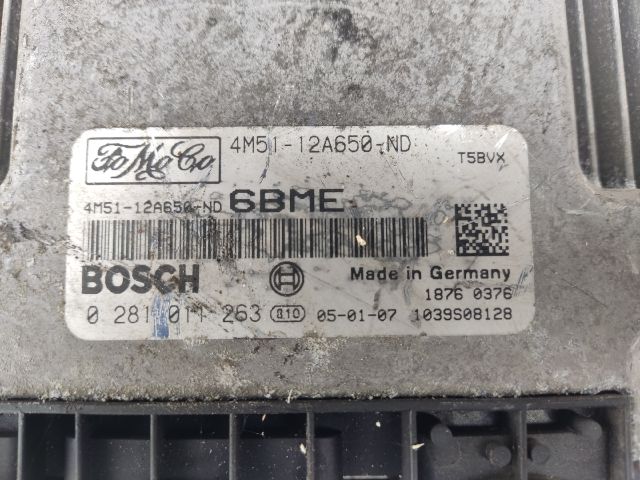 FoMoCo 4M51-12A650-ND
T5BVX
4M51-12A650-ND 6BME
BOSCH Made in Germany
1876 0376
0 281 011 263 810 05-01-07 1039S08128